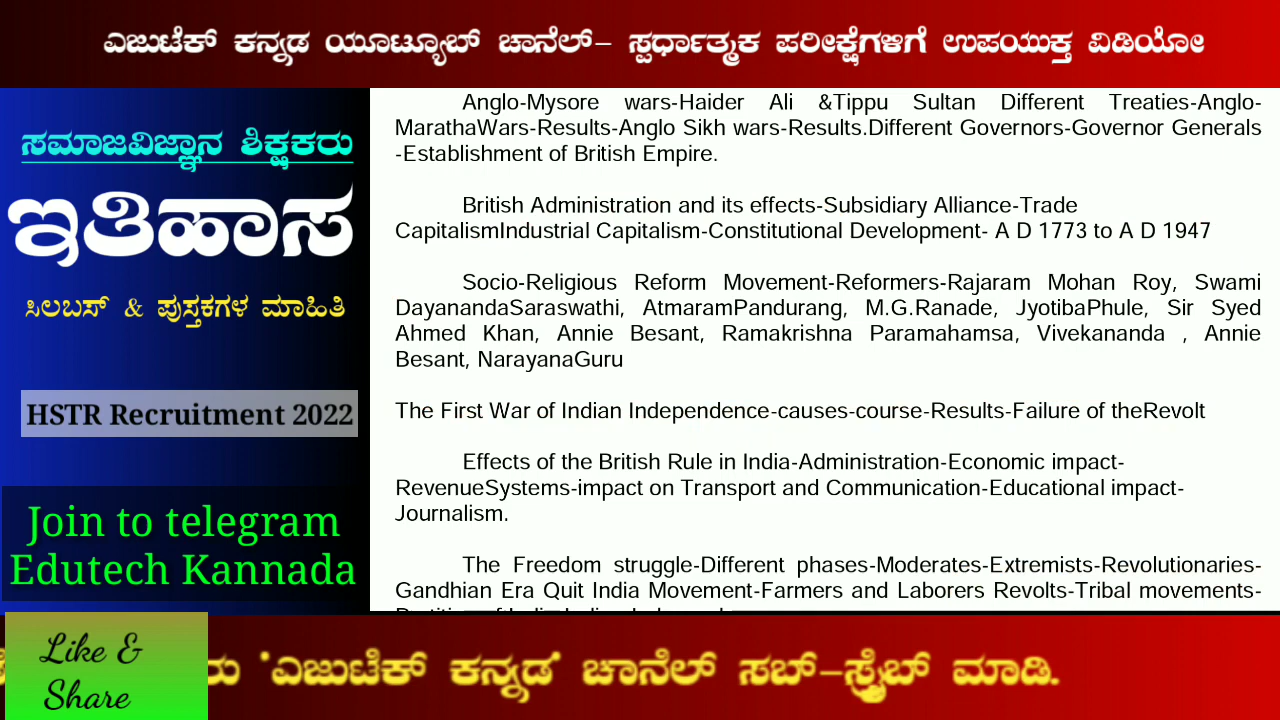 ಎಜುಟೆಕ್ ಕನ್ನಡ ಯೂಟ್ಯೂಬ್ ಚಾನೆಲ್– ಸ್ಪರ್ಧಾತ್ಮಕ ಪರೀಕ್ಷೆಗಳಿಗೆ ಉಪಯುಕ್ತ ವಿಡಿಯೋ
ಸಮಾಜವಿಜ್ಞಾನ ಶಿಕ್ಷಕರು
ಇತಿಹಾಸ
ಸಿಲಬಸ್ & ಪುಸ್ತಕಗಳ ಮಾಹಿತಿ
HSTR Recruitment 2022
Join to telegram
Edutech Kannada
Anglo-Mysore wars-Haider Ali &Tippu Sultan Different Treaties-Anglo-
MarathaWars-Results-Anglo Sikh wars-Results.Different Governors-Governor Generals
-Establishment of British Empire.
British Administration and its effects-Subsidiary Alliance-Trade
CapitalismIndustrial Capitalism-Constitutional Development- A D 1773 to A D 1947
Socio-Religious Reform Movement-Reformers-Rajaram Mohan Roy, Swami
DayanandaSaraswathi, AtmaramPandurang, M.G.Ranade, JyotibaPhule, Sir Syed
Ahmed Khan, Annie Besant, Ramakrishna Paramahamsa, Vivekananda , Annie
Besant, NarayanaGuru
The First War of Indian Independence-causes-course-Results-Failure of theRevolt
Effects of the British Rule in India-Administration-Economic impact-
RevenueSystems-impact on Transport and Communication-Educational impact-
Journalism.
The Freedom struggle-Different phases-Moderates-Extremists-Revolutionaries-
Gandhian Era Quit India Movement-Farmers and Laborers Revolts-Tribal movements-
Like &
Share
ರು "ಎಜುಟೆಕ್ ಕನ್ನಡ" ಚಾನೆಲ್ ಸಬ್–ಸ್ಕ್ರೈಬ್ ಮಾಡಿ.